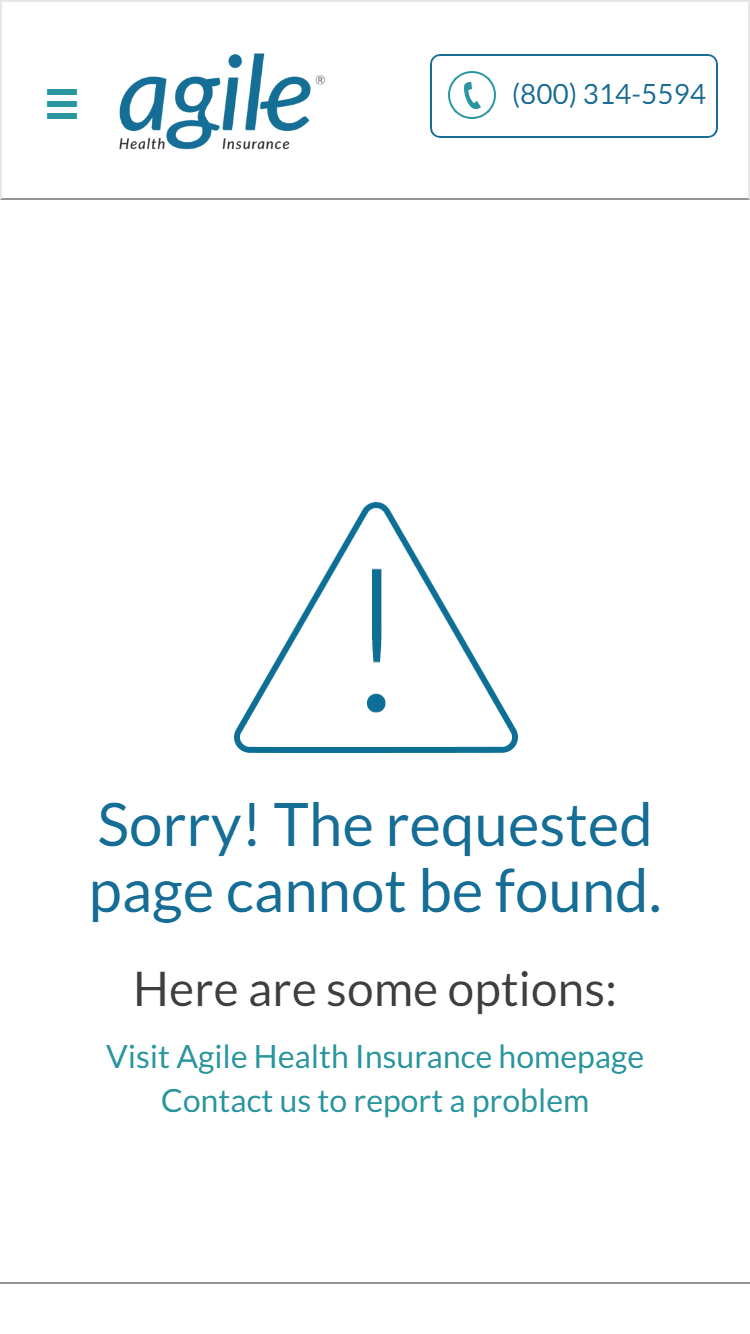 agile®
Health Insurance
(800) 314-5594
Sorry! The requested
page cannot be found.
Here are some options:
Visit Agile Health Insurance homepage
Contact us to report a problem